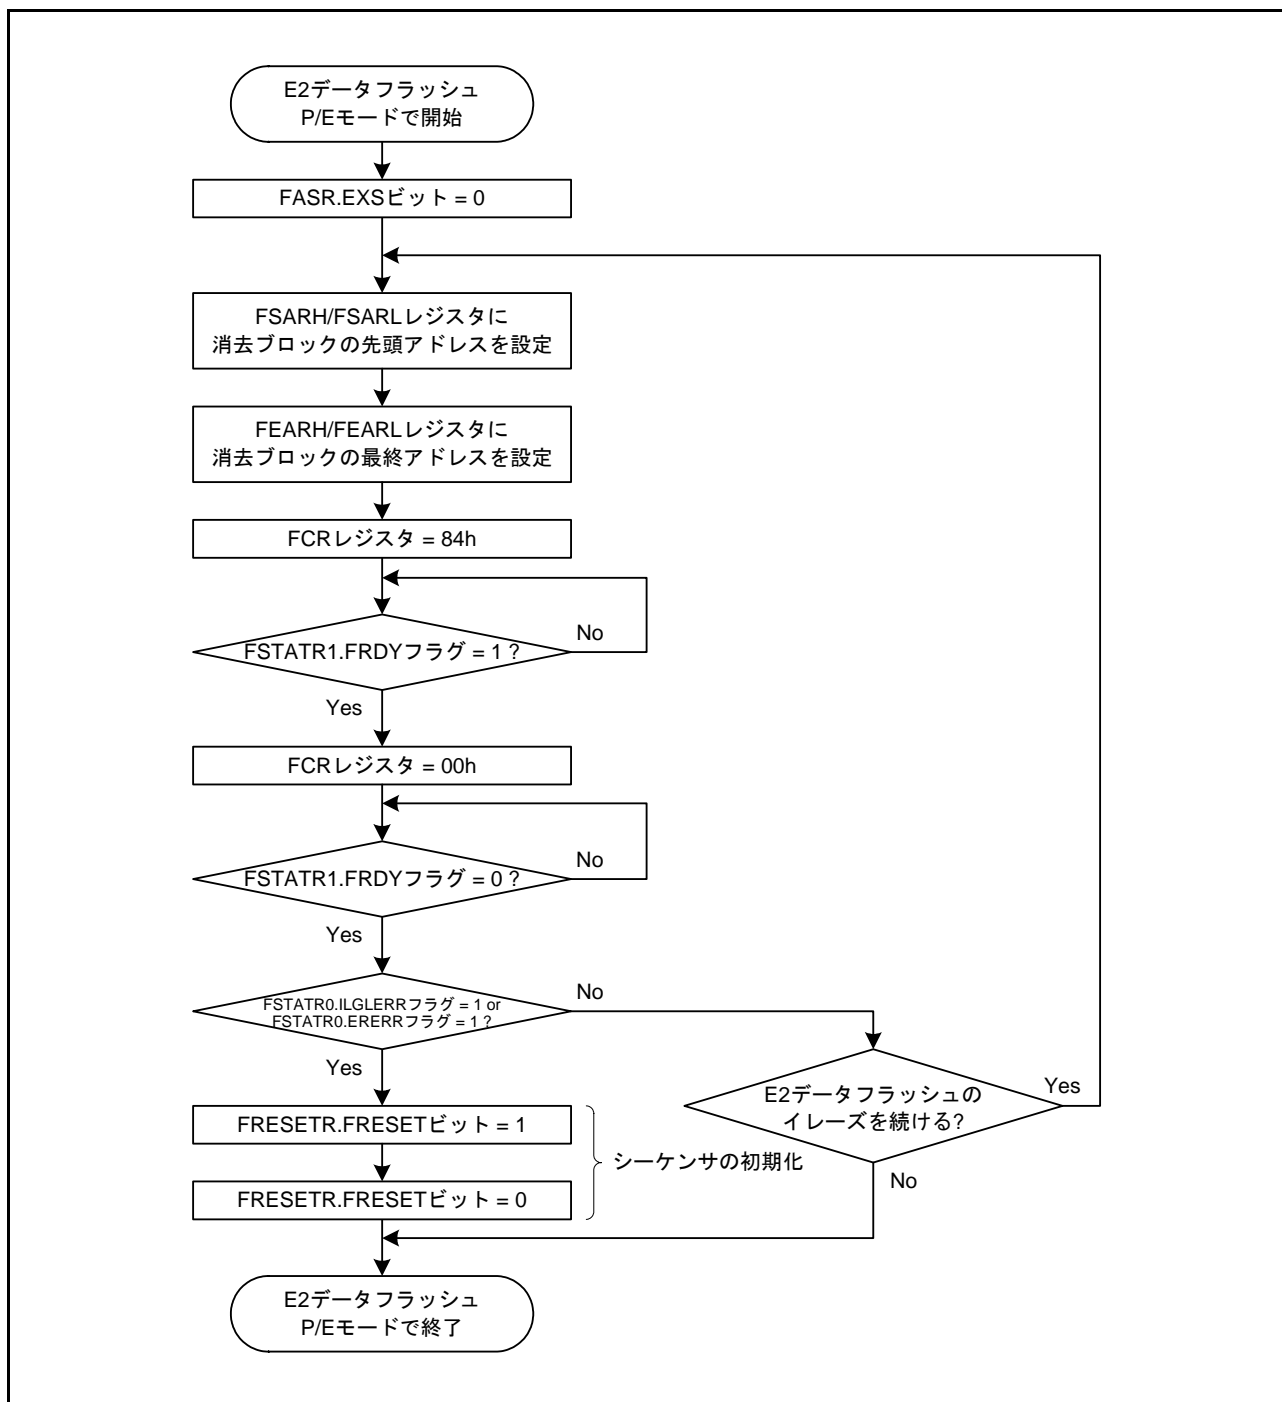 E2データフラッシュ
P/Eモードで開始
FASR.EXSビット = 0
FSARH/FSARLレジスタに
消去ブロックの先頭アドレスを設定
FEARH/FEARLレジスタに
消去ブロックの最終アドレスを設定
FCRレジスタ = 84h
FSTATR1.FRDYフラグ = 1 ?
No
Yes
FCRレジスタ = 00h
FSTATR1.FRDYフラグ = 0 ?
No
Yes
FSTATR0.ILGLERRフラグ = 1 or
FSTATR0.ERERRフラグ = 1 ?
No
Yes
E2データフラッシュの
イレーズを続ける?
Yes
No
FRESETR.FRESETビット = 1
FRESETR.FRESETビット = 0
シーケンサの初期化
E2データフラッシュ
P/Eモードで終了